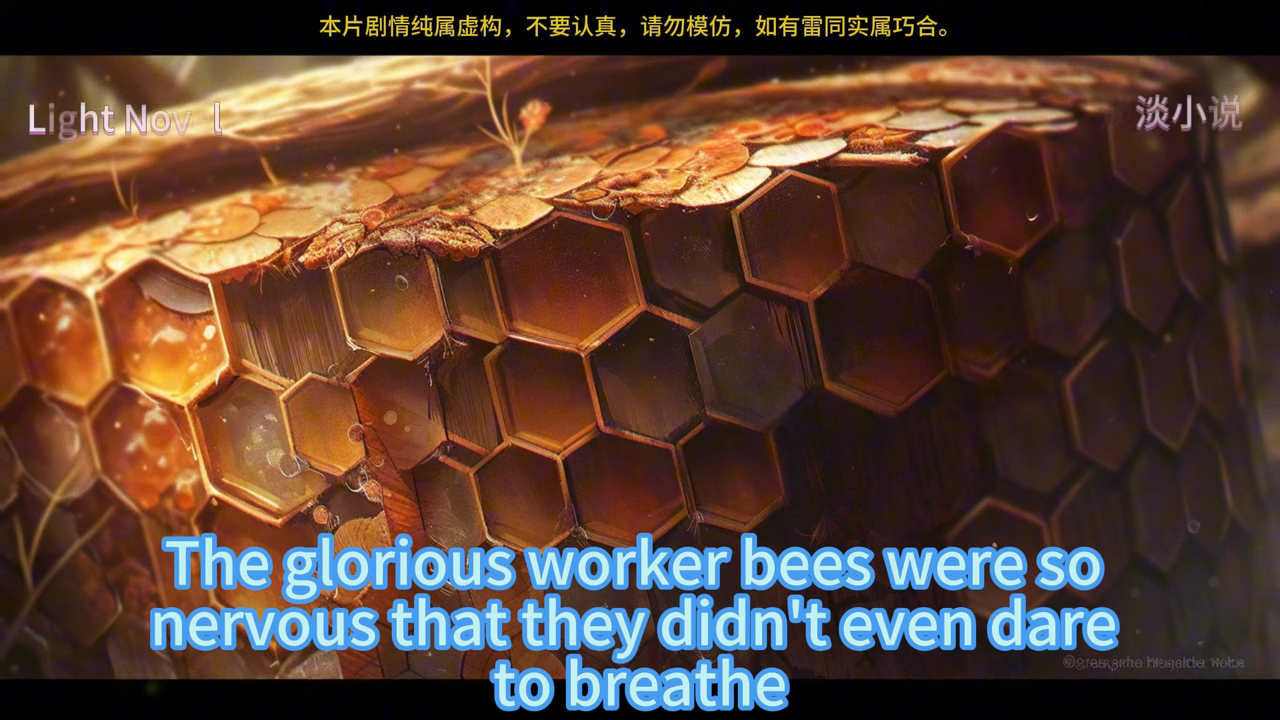 本片剧情纯属虚构，不要认真，请勿模仿，如有雷同实属巧合。
Light Nov l
淡小说
The glorious worker bees were so
nervous that they didn't even dare
to breathe